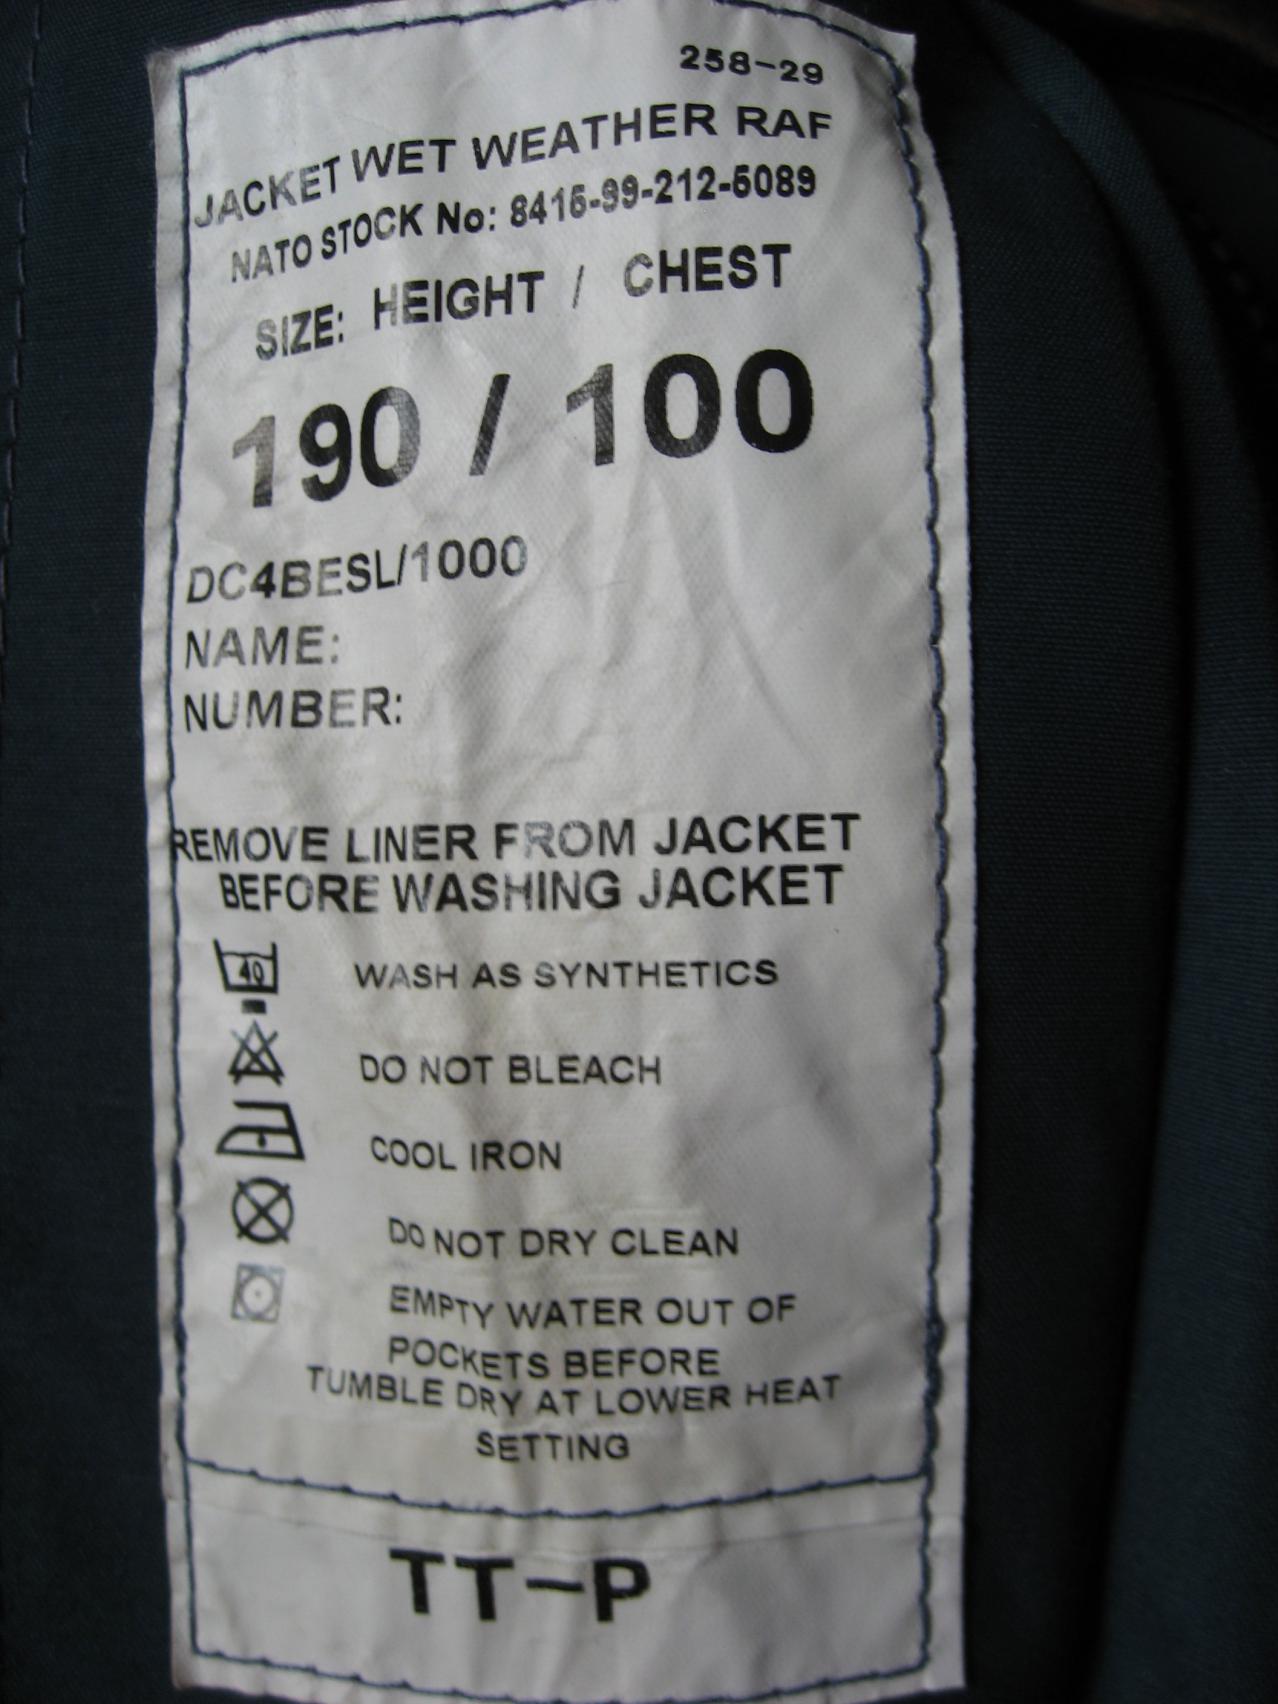 258-29
JACKET WET WEATHER RAF
NATO STOCK No: 8415-99-212-5089
SIZE: HEIGHT / CHEST
190 / 100
DC4BESL/1000
NAME:
NUMBER:
REMOVE LINER FROM JACKET
BEFORE WASHING JACKET
40 WASH AS SYNTHETICS
DO NOT BLEACH
COOL IRON
DO NOT DRY CLEAN
EMPTY WATER OUT OF
POCKETS BEFORE
TUMBLE DRY AT LOWER HEAT
SETTING
TT-P